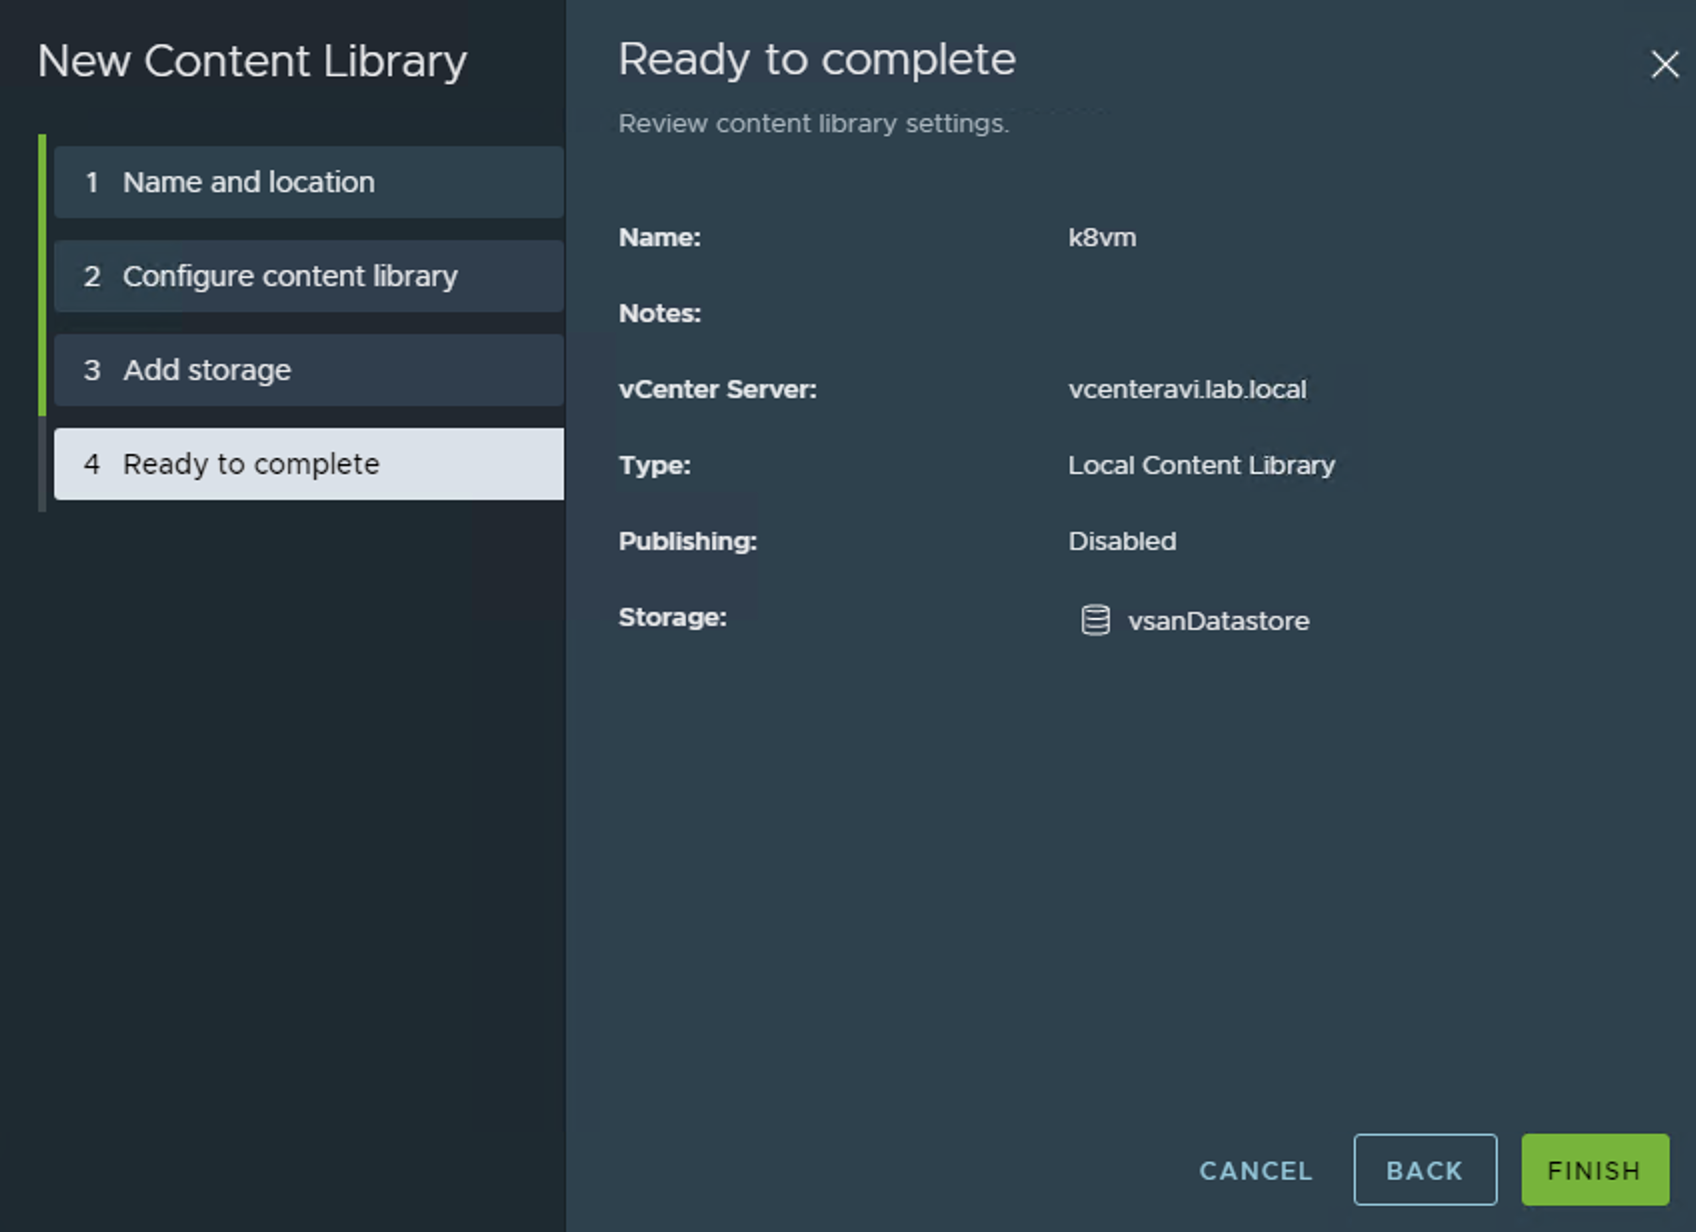 New Content Library
1 Name and location
2 Configure content library
3 Add storage
4 Ready to complete
Ready to complete
Review content library settings.
Name: k8vm
Notes:
vCenter Server: vcenteravi.lab.local
Type: Local Content Library
Publishing: Disabled
Storage: vsanDatastore
CANCEL BACK FINISH